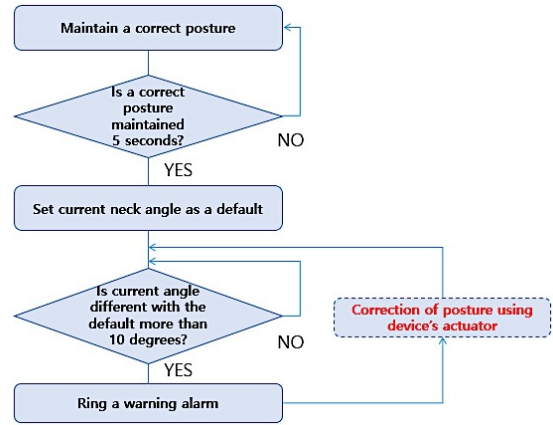 Maintain a correct posture
Is a correct
posture
maintained
5 seconds?
NO
YES
Set current neck angle as a default
Is current angle
different with the
default more than
10 degrees?
NO
Correction of posture using
device's actuator
YES
Ring a warning alarm